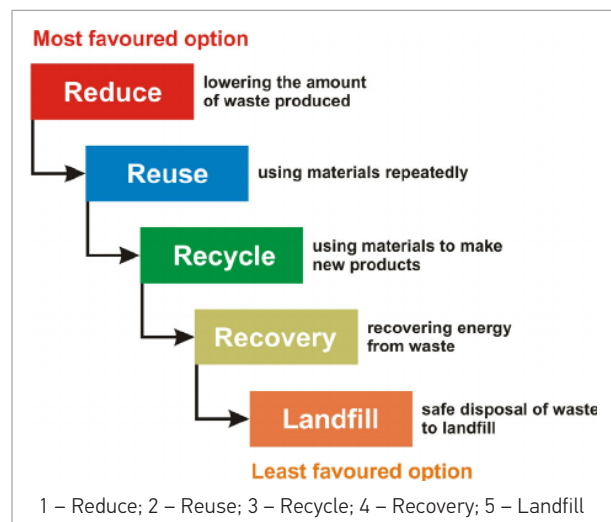 Most favoured option
Reduce
lowering the amount
of waste produced
Reuse
using materials repeatedly
Recycle
using materials to make
new products
Recovery
recovering energy
from waste
Landfill
safe disposal of waste
to landfill
Least favoured option
1 – Reduce; 2 – Reuse; 3 – Recycle; 4 – Recovery; 5 – Landfill